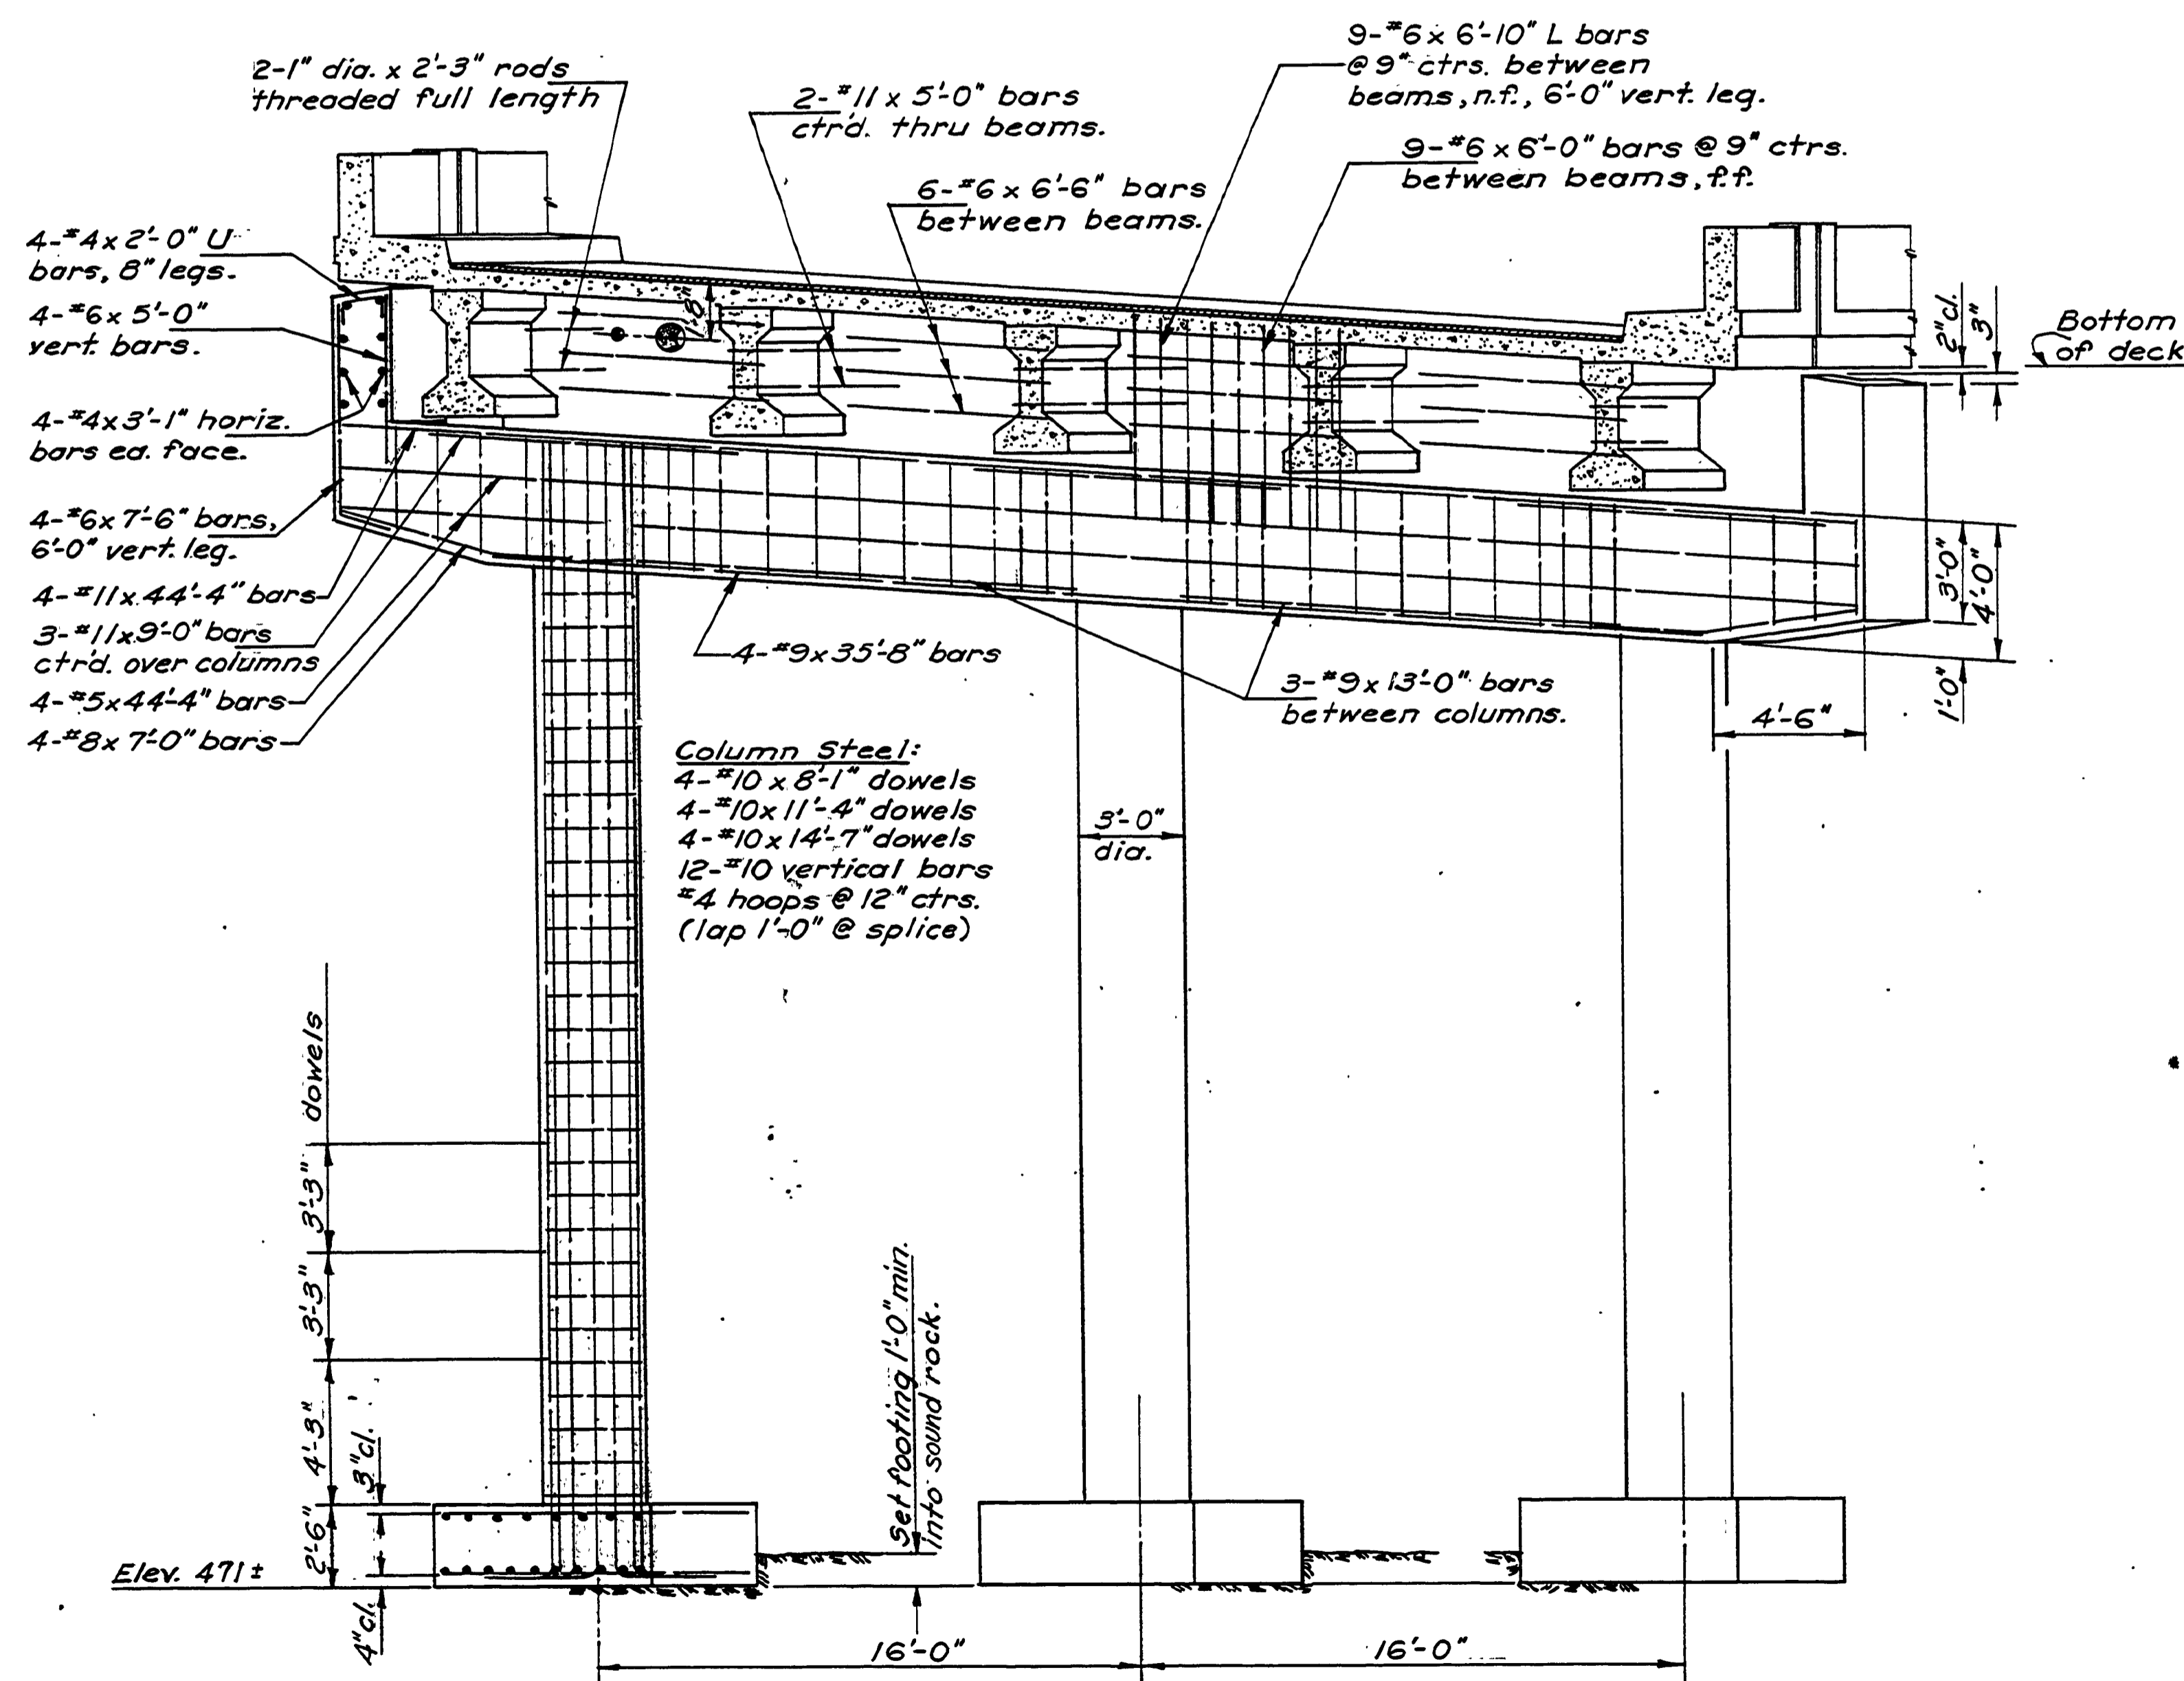 2-1" dia. x 2'-3" rods
threaded full length
2-#11 x 5'-0" bars
ctr'd. thru beams.
6-#6 x 6'-6" bars
between beams.
9-#6 x 6'-10" L bars
@ 9" ctrs. between
beams, n.f., 6'-0" vert. leg.
9-#6 x 6'-0" bars @ 9" ctrs.
between beams, f.f.
4-#4 x 2'-0" U
bars, 8" legs.
4-#6 x 5'-0"
vert. bars.
4-#4 x 3'-1" horiz.
bars ea. face.
4-#6 x 7'-6" bars,
6'-0" vert. leg.
4-#11 x 44'-4" bars
3-#11 x 9'-0" bars
ctr'd. over columns
4-#5 x 44'-4" bars
4-#8 x 7'-0" bars
2" cl.
3"
Bottom
of deck
3'-0"
4'-0"
1'-0"
4'-6"
4-#9 x 35'-8" bars
3-#9 x 13'-0" bars
between columns.
Column Steel:
4-#10 x 8'-1" dowels
4-#10 x 11'-4" dowels
4-#10 x 14'-7" dowels
12-#10 vertical bars
#4 hoops @ 12" ctrs.
(lap 1'-0" @ splice)
3'-0"
dia.
dowels
3'-3"
3'-3"
4'-3"
3" cl.
2'-6"
4" cl.
Elev. 471 ±
Set footing 1'-0" min.
into sound rock.
16'-0"
16'-0"